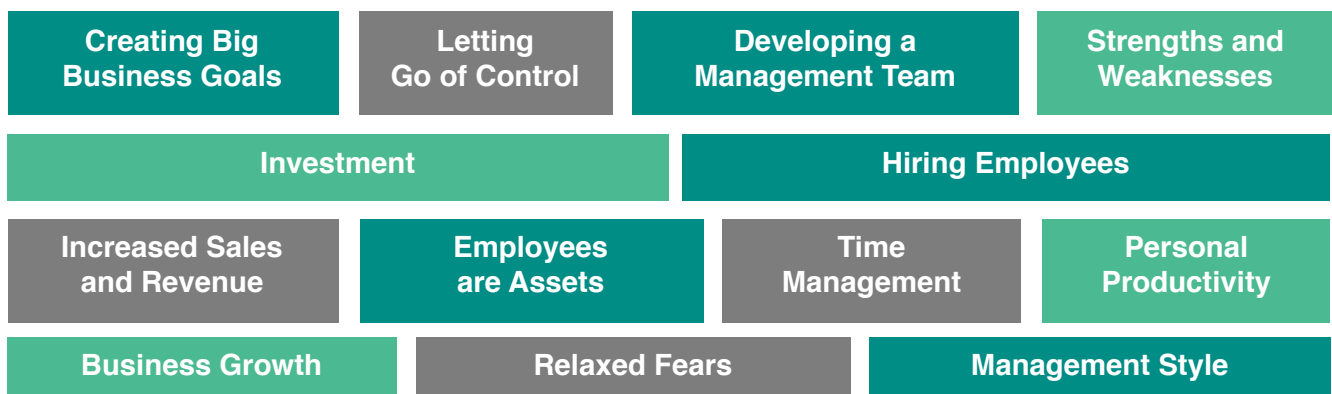 Creating Big
Business Goals
Letting
Go of Control
Developing a
Management Team
Strengths and
Weaknesses
Investment
Hiring Employees
Increased Sales
and Revenue
Employees
are Assets
Time
Management
Personal
Productivity
Business Growth
Relaxed Fears
Management Style